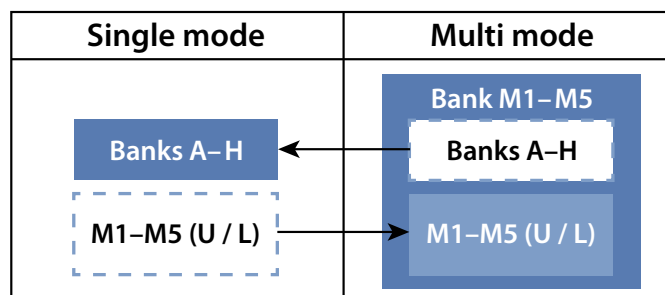 Single mode
Multi mode
Bank M1–M5
Banks A–H
Banks A–H
M1–M5 (U / L)
M1–M5 (U / L)